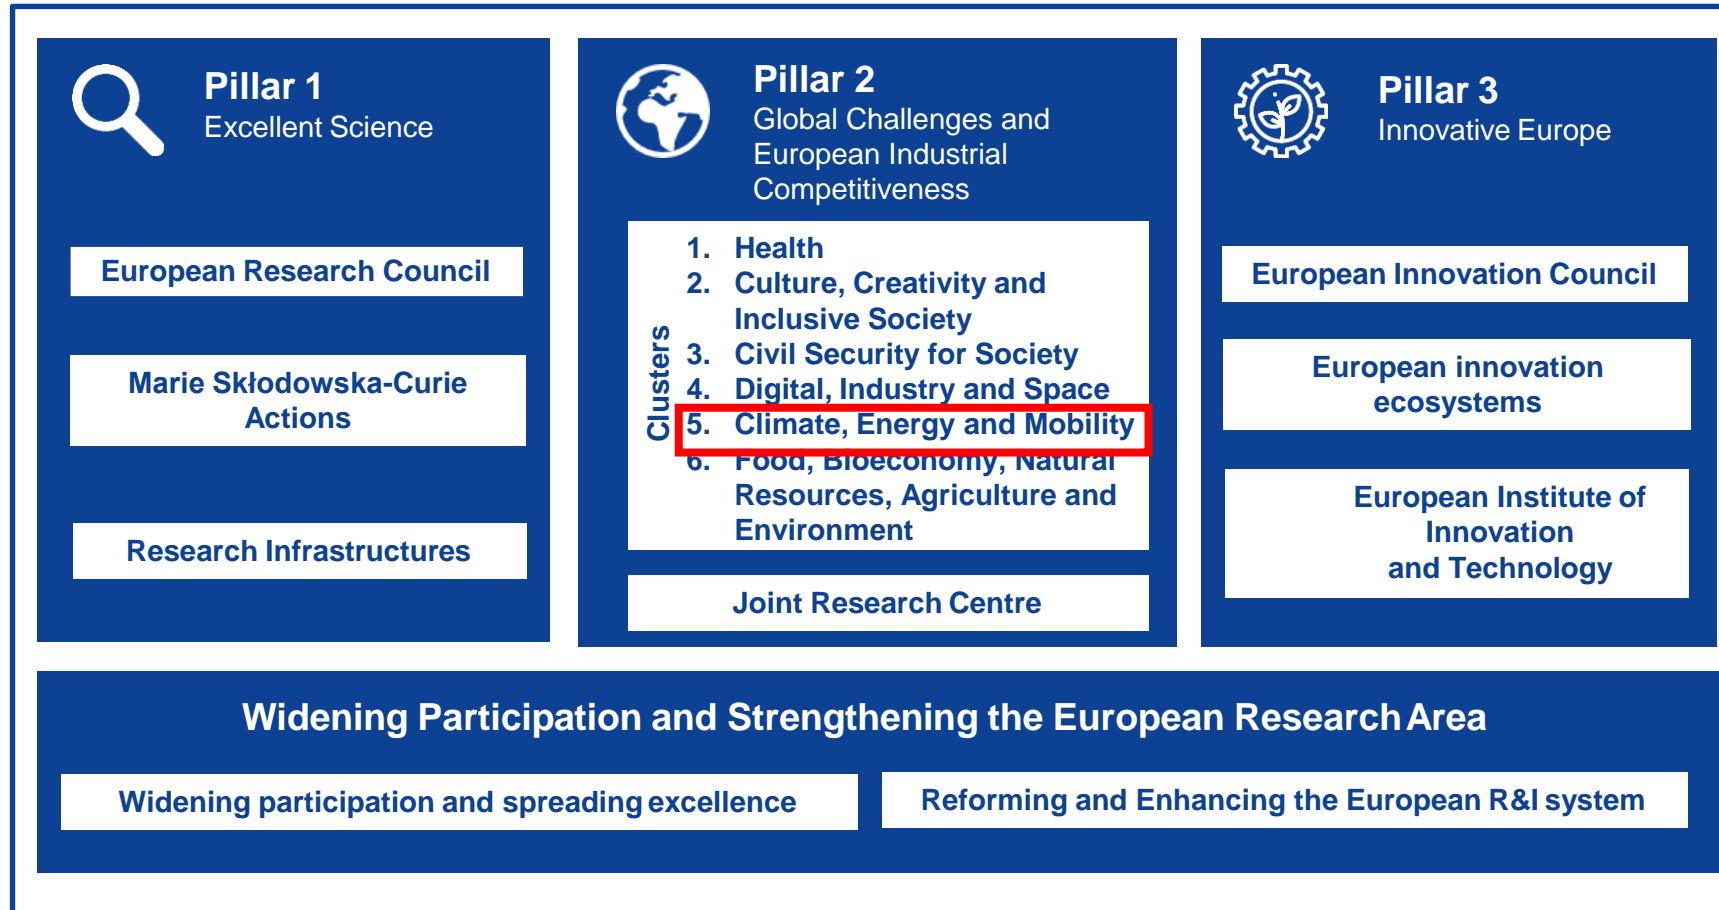 Pillar 1
Excellent Science
European Research Council
Marie Skłodowska-Curie
Actions
Research Infrastructures
Pillar 2
Global Challenges and
European Industrial
Competitiveness
Clusters
1. Health
2. Culture, Creativity and
Inclusive Society
3. Civil Security for Society
4. Digital, Industry and Space
5. Climate, Energy and Mobility
6. Food, Bioeconomy, Natural
Resources, Agriculture and
Environment
Joint Research Centre
Pillar 3
Innovative Europe
European Innovation Council
European innovation
ecosystems
European Institute of
Innovation
and Technology
Widening Participation and Strengthening the European Research Area
Widening participation and spreading excellence
Reforming and Enhancing the European R&I system